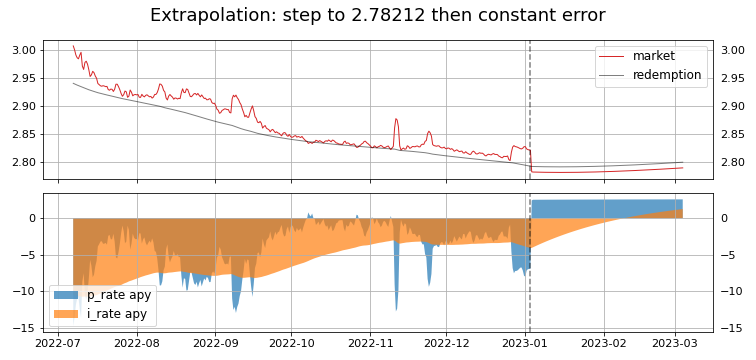 Extrapolation: step to 2.78212 then constant error
3.00 3.00
2.95 2.95
2.90 2.90
2.85 2.85
2.80 2.80
market
redemption
0 0
−5 −5
−10 −10
−15 −15
p_rate apy
i_rate apy
2022-07 2022-08 2022-09 2022-10 2022-11 2022-12 2023-01 2023-02 2023-03